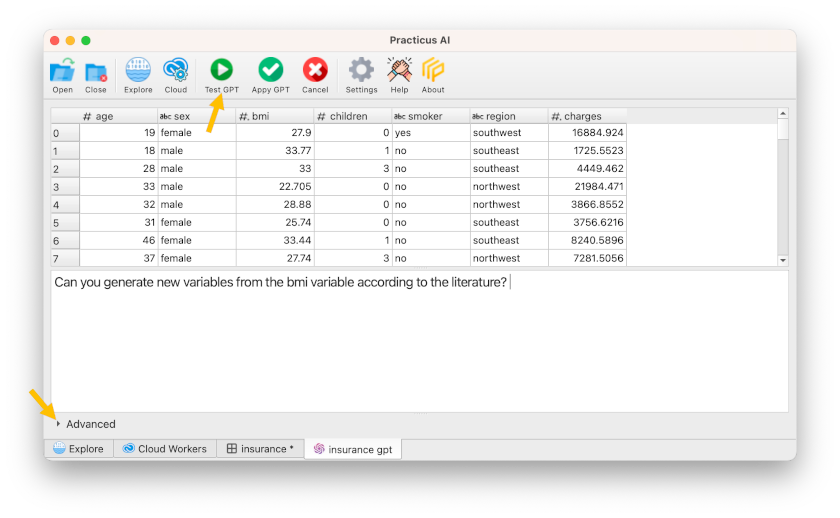 Practicus AI
Open Close Explore Cloud Test GPT Appy GPT Cancel Settings Help About
# age abc sex #. bmi # children abc smoker abc region #. charges
0 19 female 27.9 0 yes southwest 16884.924
1 18 male 33.77 1 no southeast 1725.5523
2 28 male 33 3 no southeast 4449.462
3 33 male 22.705 0 no northwest 21984.471
4 32 male 28.88 0 no northwest 3866.8552
5 31 female 25.74 0 no southeast 3756.6216
6 46 female 33.44 1 no southeast 8240.5896
7 37 female 27.74 3 no northwest 7281.5056
Can you generate new variables from the bmi variable according to the literature?
Advanced
Explore Cloud Workers insurance * insurance gpt